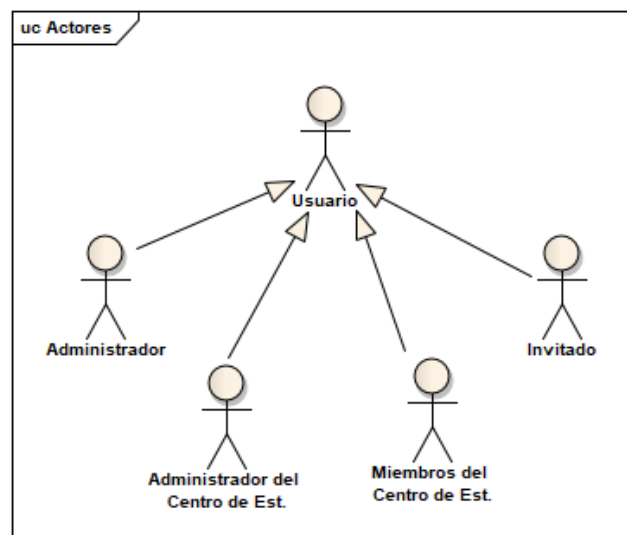 uc Actores
Usuario
Administrador
Invitado
Administrador del
Centro de Est.
Miembros del
Centro de Est.